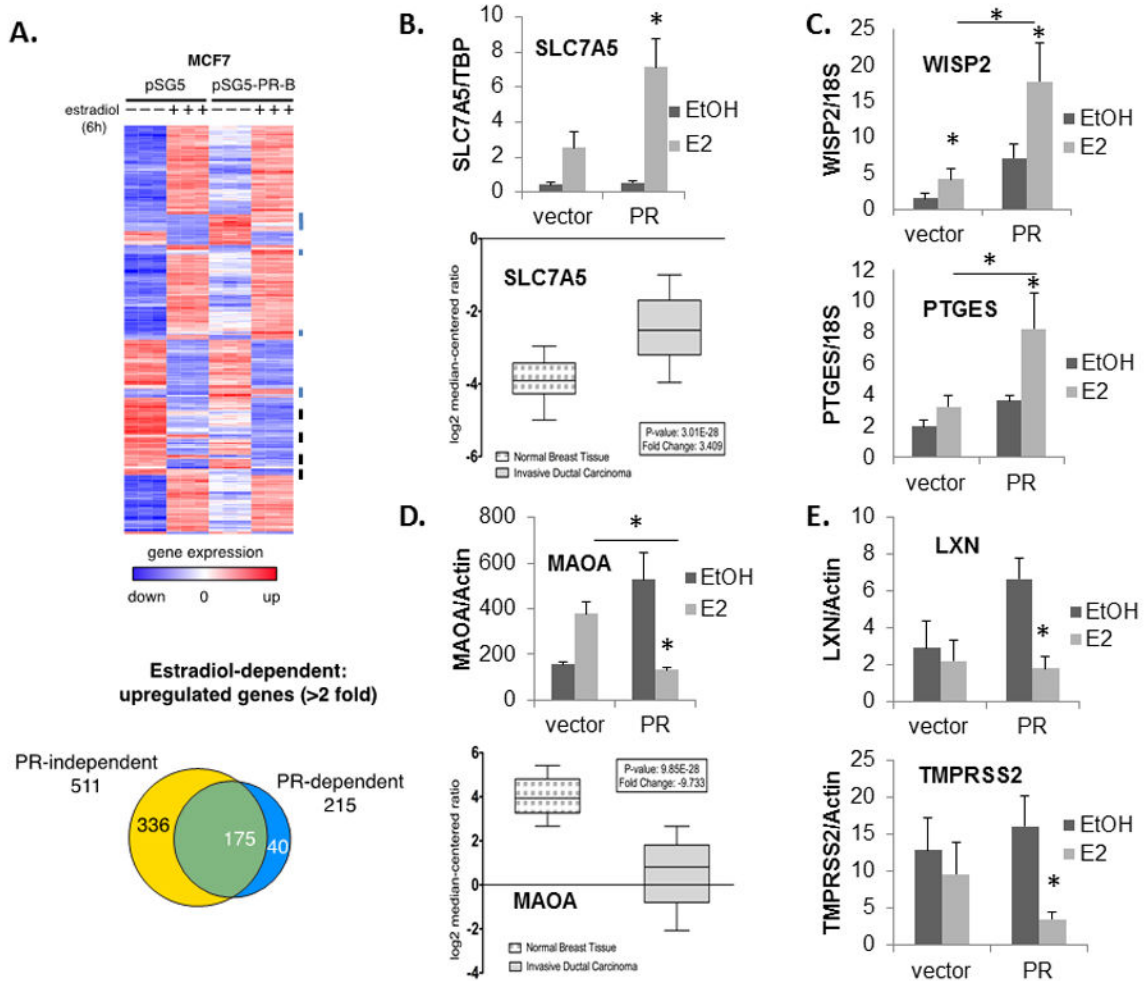 A.
MCF7
pSG5 pSG5-PR-B
estradiol - - - + + + - - - + + +
(6h)
gene expression
down 0 up
Estradiol-dependent:
upregulated genes (>2 fold)
PR-independent
511
PR-dependent
215
336
175
40
B.
SLC7A5
SLC7A5/TBP
10
8
6
4
2
0
*
EtOH
E2
vector PR
SLC7A5
log2 median-centered ratio
0
-2
-4
-6
P-value: 3.01E-28
Fold Change: 3.409
Normal Breast Tissue
Invasive Ductal Carcinoma
C.
WISP2
WISP2/18S
25
20
15
10
5
0
*
*
*
EtOH
E2
vector PR
PTGES
PTGES/18S
12
10
8
6
4
2
0
*
*
EtOH
E2
vector PR
D.
MAOA
MAOA/Actin
800
600
400
200
0
*
*
EtOH
E2
vector PR
log2 median-centered ratio
6
4
2
0
-2
-4
P-value: 9.85E-28
Fold Change: -9.733
MAOA
Normal Breast Tissue
Invasive Ductal Carcinoma
E.
LXN
LXN/Actin
10
8
6
4
2
0
*
EtOH
E2
vector PR
TMPRSS2
TMPRSS2/Actin
25
20
15
10
5
0
*
EtOH
E2
vector PR